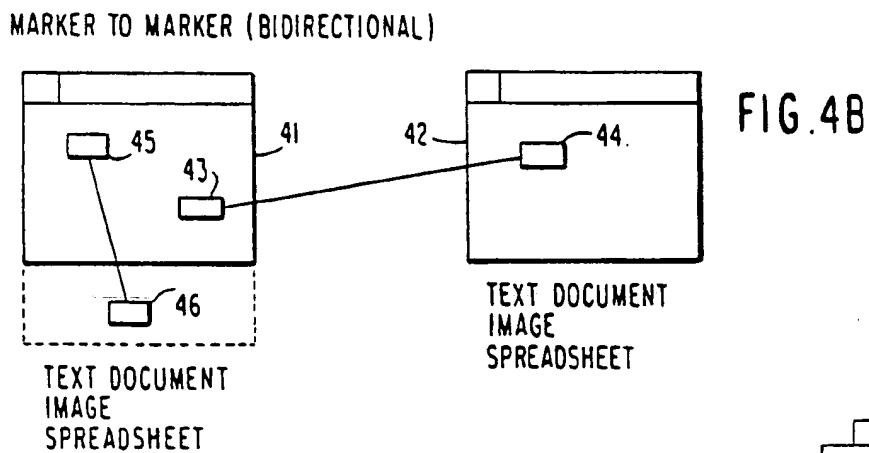 MARKER TO MARKER (BIDIRECTIONAL)
45
41
43
46
TEXT DOCUMENT
IMAGE
SPREADSHEET
42
44
TEXT DOCUMENT
IMAGE
SPREADSHEET
FIG.4B